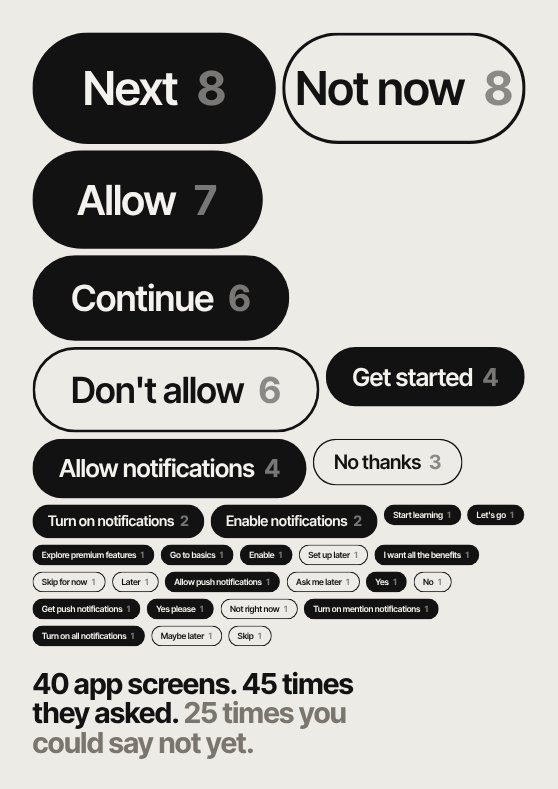 Next 8 Not now 8
Allow 7
Continue 6
Don't allow 6 Get started 4
Allow notifications 4 No thanks 3
Turn on notifications 2 Enable notifications 2 Start learning 1 Let's go 1
Explore premium features 1 Go to basics 1 Enable 1 Set up later 1 I want all the benefits 1
Skip for now 1 Later 1 Allow push notifications 1 Ask me later 1 Yes 1 No 1
Get push notifications 1 Yes please 1 Not right now 1 Turn on mention notifications 1
Turn on all notifications 1 Maybe later 1 Skip 1
40 app screens. 45 times
they asked. 25 times you
could say not yet.